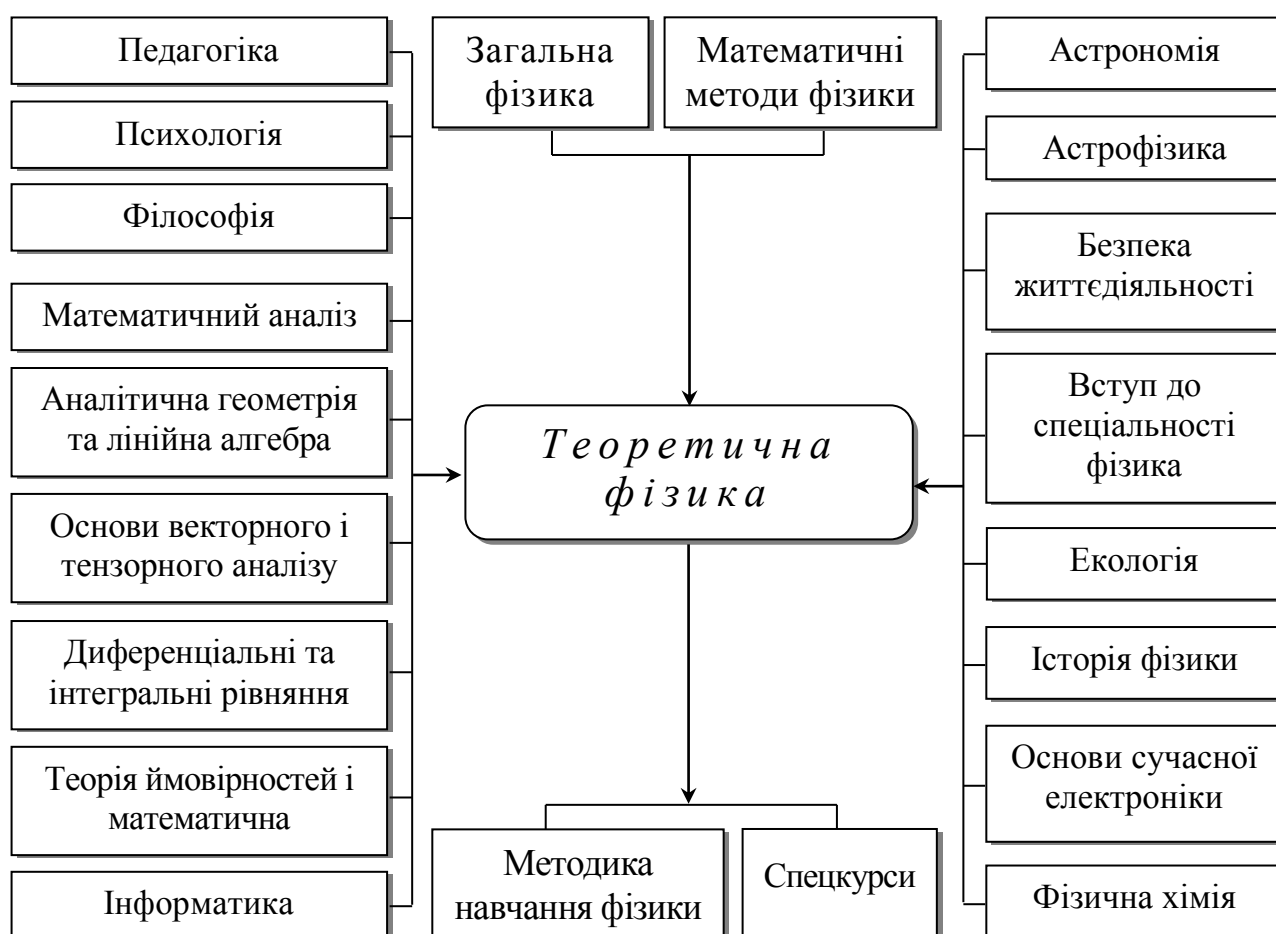 Педагогіка
Психологія
Філософія
Математичний аналіз
Аналітична геометрія
та лінійна алгебра
Основи векторного і
тензорного аналізу
Диференціальні та
інтегральні рівняння
Теорія ймовірностей і
математична
Інформатика
Загальна
фізика
Математичні
методи фізики
Теоретична
фізика
Методика
навчання фізики
Спецкурси
Астрономія
Астрофізика
Безпека
життєдіяльності
Вступ до
спеціальності
фізика
Екологія
Історія фізики
Основи сучасної
електроніки
Фізична хімія